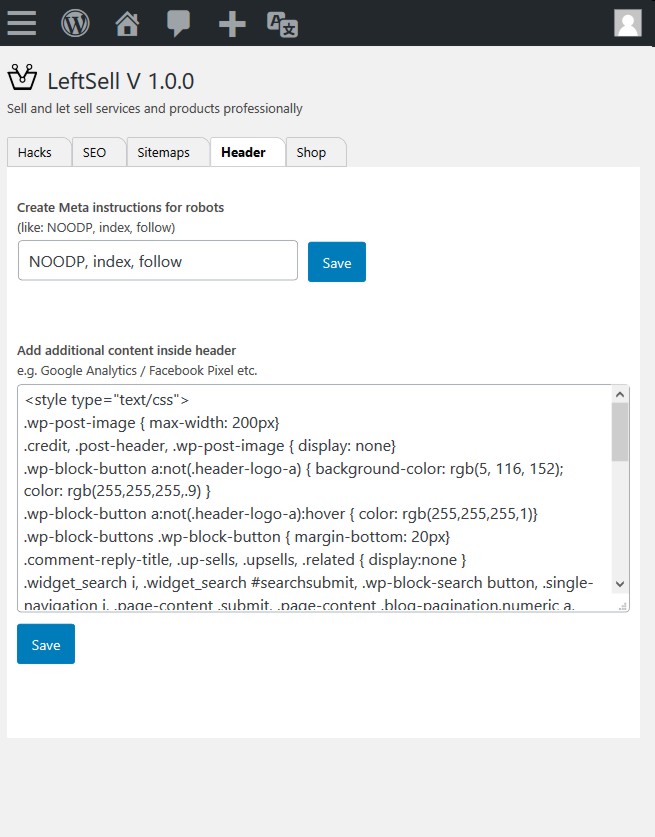 LeftSell V 1.0.0
Sell and let sell services and products professionally
Hacks SEO Sitemaps Header Shop
Create Meta instructions for robots
(like: NOODP, index, follow)
NOODP, index, follow Save
Add additional content inside header
e.g. Google Analytics / Facebook Pixel etc.
<style type="text/css">
.wp-post-image { max-width: 200px}
.credit, .post-header, .wp-post-image { display: none}
.wp-block-button a:not(.header-logo-a) { background-color: rgb(5, 116, 152);
color: rgb(255,255,255,.9) }
.wp-block-button a:not(.header-logo-a):hover { color: rgb(255,255,255,1)}
.wp-block-buttons .wp-block-button { margin-bottom: 20px}
.comment-reply-title, .up-sells, .upsells, .related { display:none }
.widget_search i, .widget_search #searchsubmit, .wp-block-search button, .single-
navigation i, .page-content .submit, .page-content .blog-pagination.numeric a,
Save